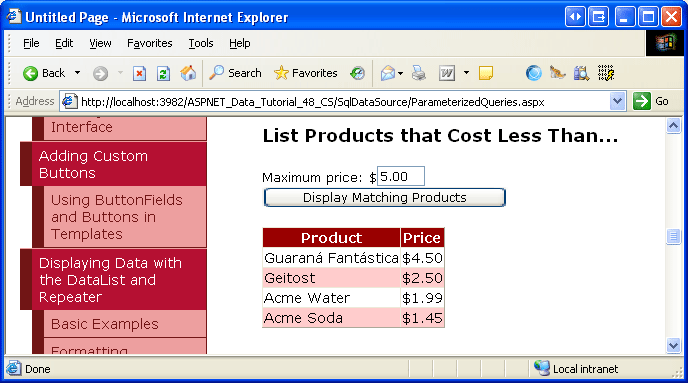 Untitled Page - Microsoft Internet Explorer
File Edit View Favorites Tools Help
Back Search Favorites
Address http://localhost:3982/ASPNET_Data_Tutorial_48_CS/SqlDataSource/ParameterizedQueries.aspx Go
Interface
Adding Custom
Buttons
Using ButtonFields
and Buttons in
Templates
Displaying Data with
the DataList and
Repeater
Basic Examples
Formatting
List Products that Cost Less Than...
Maximum price: $5.00
Display Matching Products
Product Price
Guaraná Fantástica $4.50
Geitost $2.50
Acme Water $1.99
Acme Soda $1.45
Done Local intranet